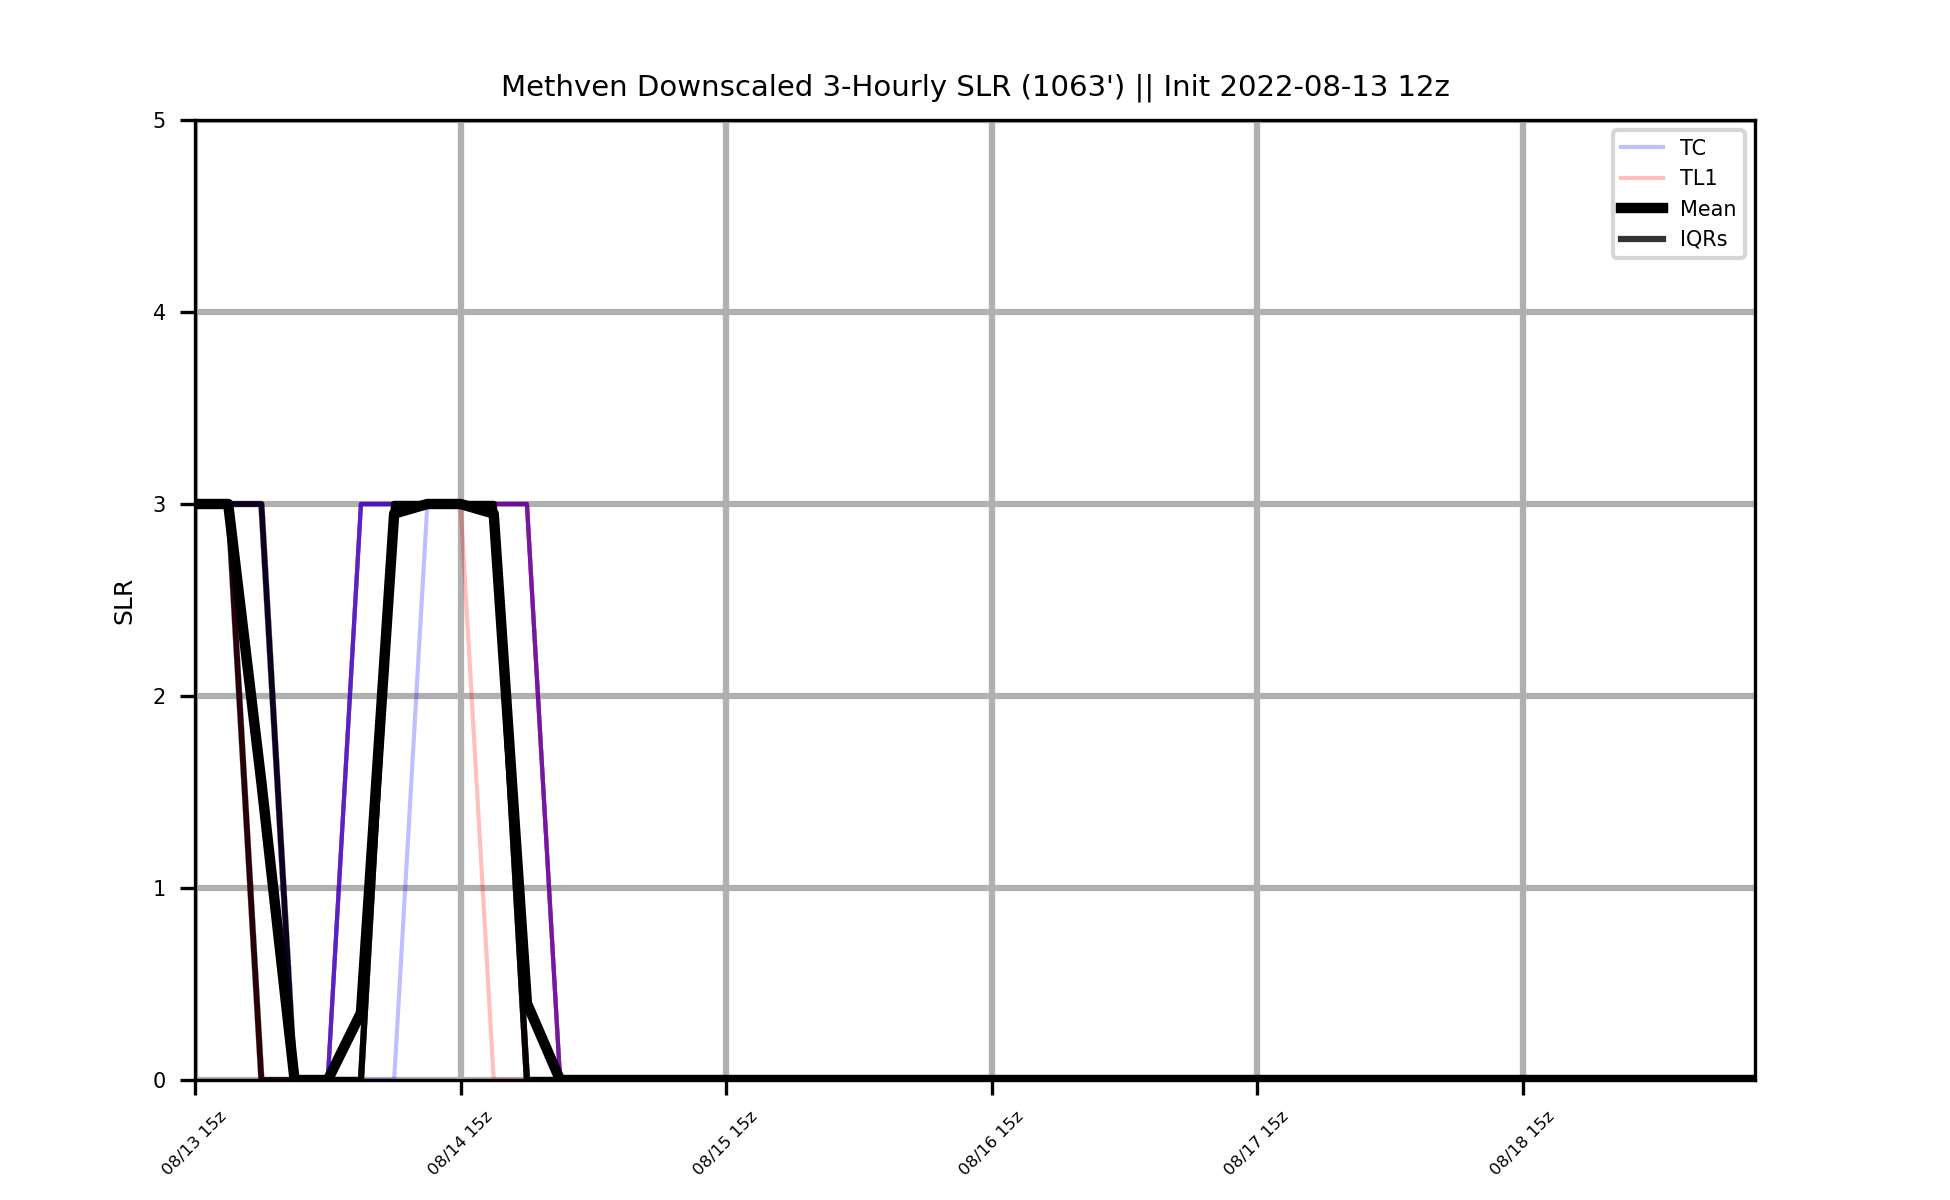 Methven Downscaled 3-Hourly SLR (1063') || Init 2022-08-13 12z
TC
TL1
Mean
IQRs
SLR
5
4
3
2
1
0
08/13 15z
08/14 15z
08/15 15z
08/16 15z
08/17 15z
08/18 15z